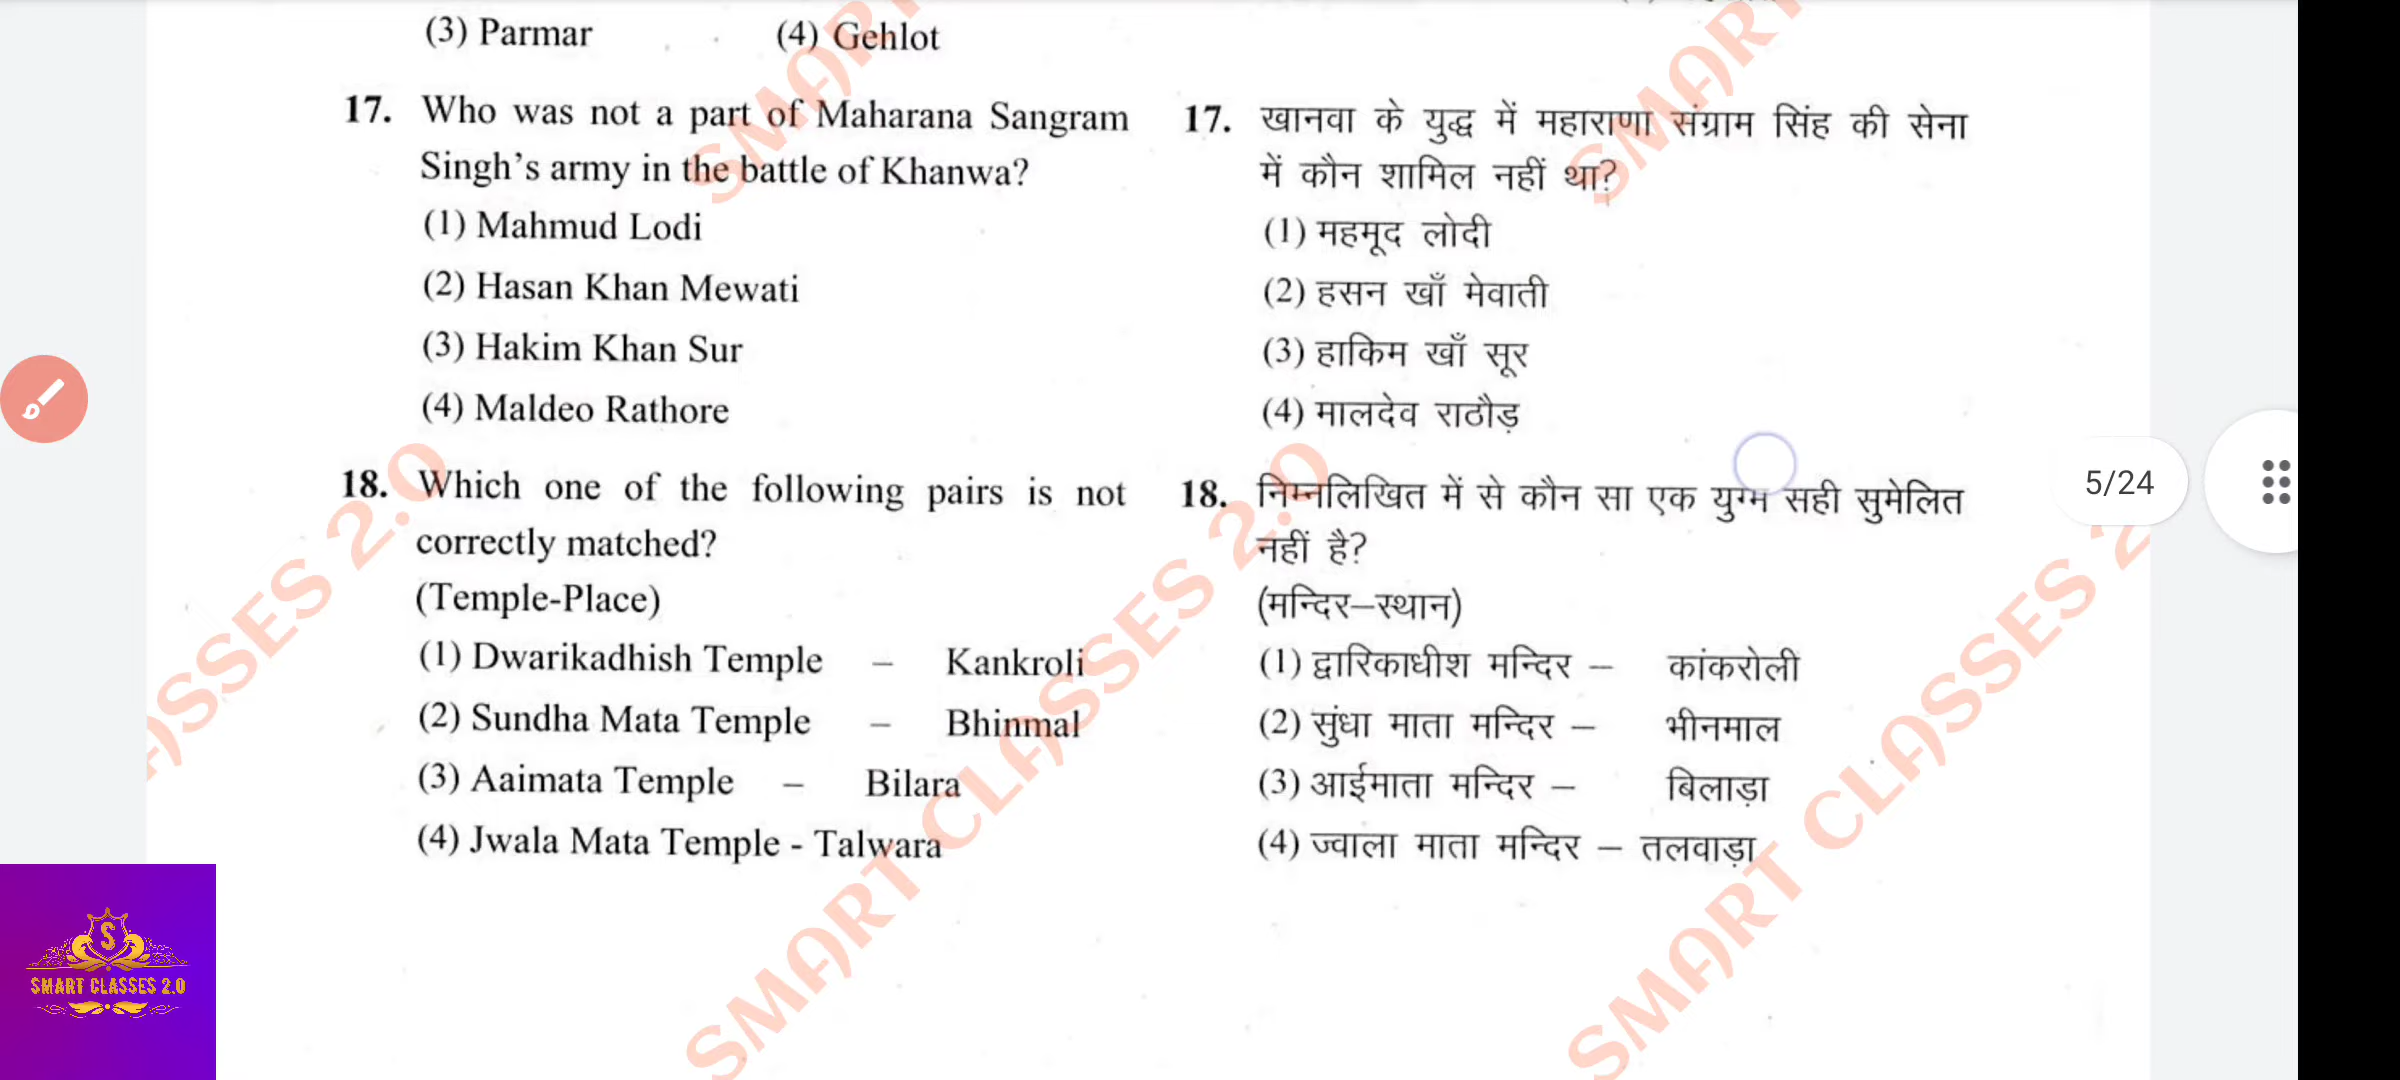 (3) Parmar (4) Gehlot
17. Who was not a part of Maharana Sangram
Singh's army in the battle of Khanwa?
(1) Mahmud Lodi
(2) Hasan Khan Mewati
(3) Hakim Khan Sur
(4) Maldeo Rathore
18. Which one of the following pairs is not
correctly matched?
(Temple-Place)
(1) Dwarikadhish Temple – Kankroli
(2) Sundha Mata Temple – Bhinmal
(3) Aaimata Temple – Bilara
(4) Jwala Mata Temple - Talwara
17. खानवा के युद्ध में महाराणा संग्राम सिंह की सेना
में कौन शामिल नहीं था?
(1) महमूद लोदी
(2) हसन खाँ मेवाती
(3) हाकिम खाँ सूर
(4) मालदेव राठौड़
18. निम्नलिखित में से कौन सा एक युग्म सही सुमेलित
नहीं है?
(मन्दिर–स्थान)
(1) द्वारिकाधीश मन्दिर – कांकरोली
(2) सुंधा माता मन्दिर – भीनमाल
(3) आईमाता मन्दिर – बिलाड़ा
(4) ज्वाला माता मन्दिर – तलवाड़ा
5/24
S
SMART CLASSES 2.0
SMART CLASSES 2.0
SMART CLASSES 2.0